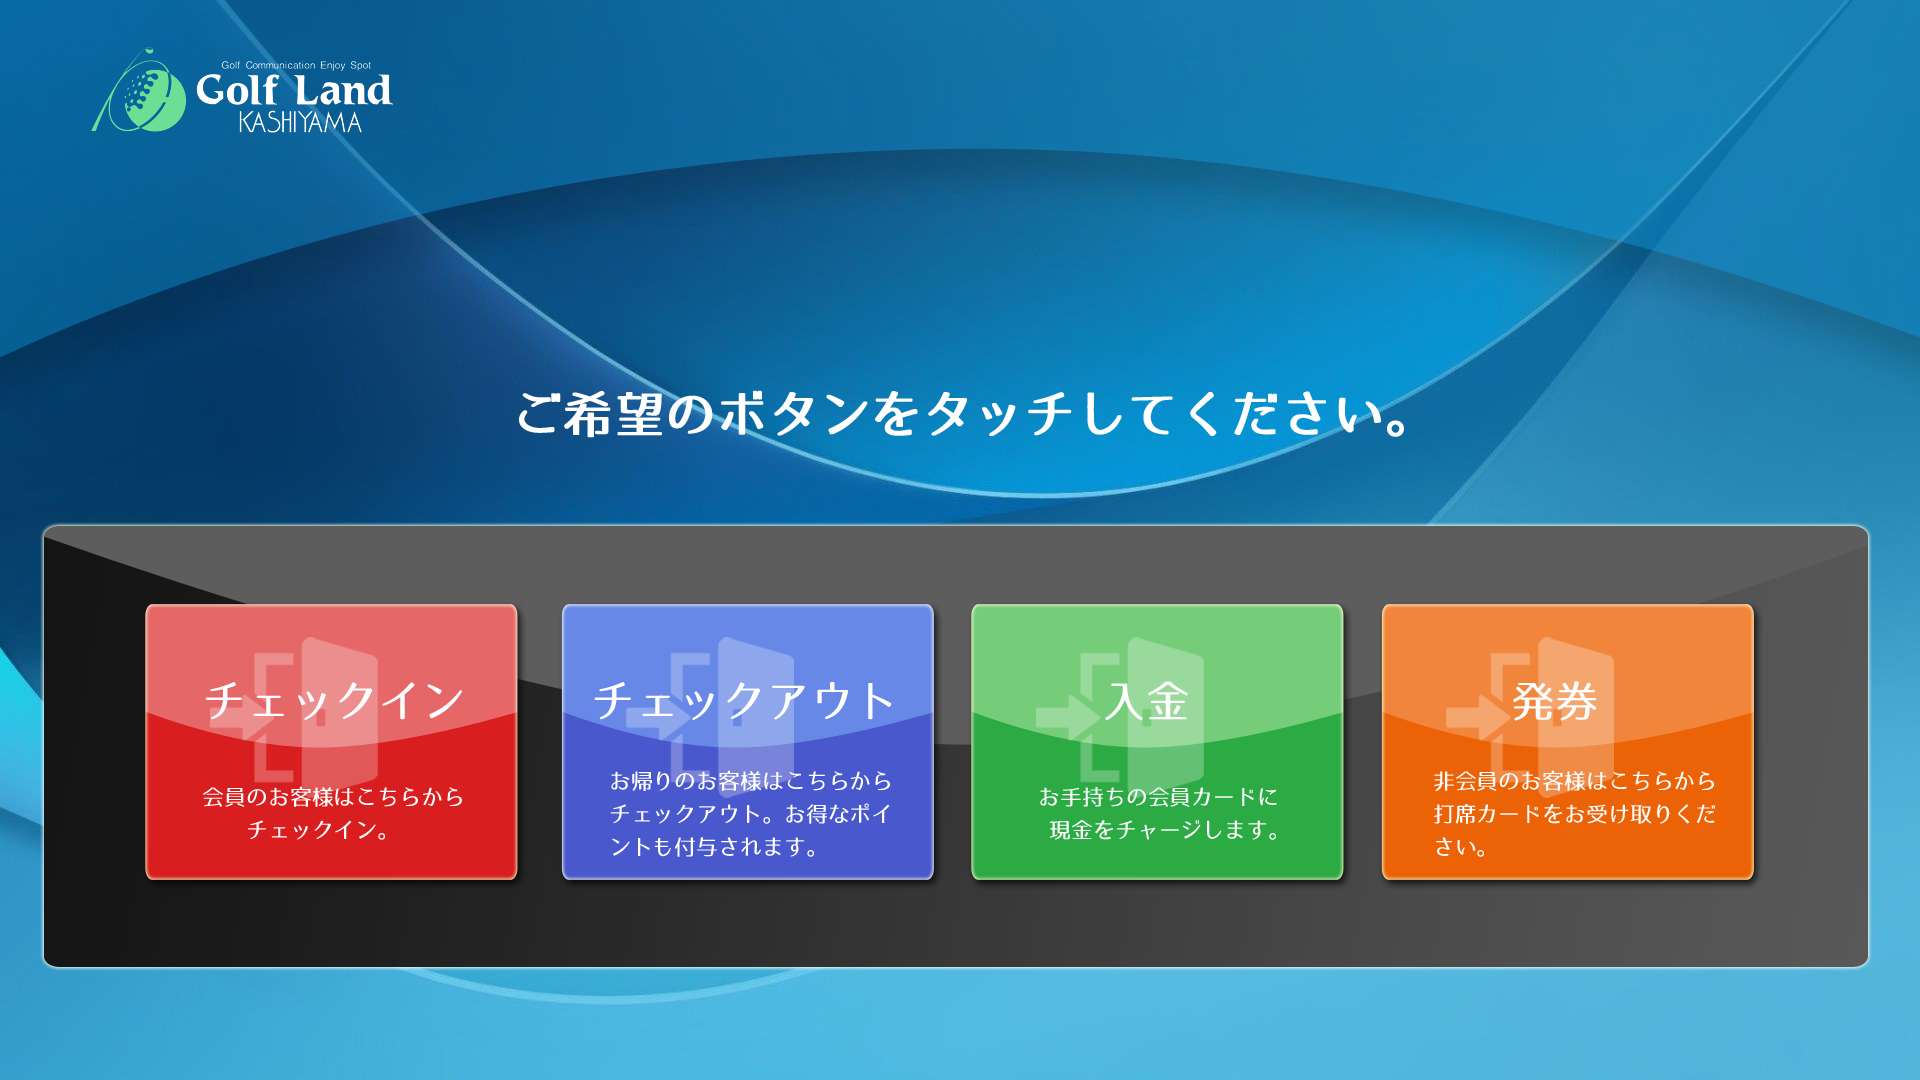 Golf Communication Enjoy Spot
Golf Land
KASHIYAMA
ご希望のボタンをタッチしてください。
チェックイン
会員のお客様はこちらから
チェックイン。
チェックアウト
お帰りのお客様はこちらから
チェックアウト。お得なポイ
ントも付与されます。
入金
お手持ちの会員カードに
現金をチャージします。
発券
非会員のお客様はこちらから
打席カードをお受け取りくだ
さい。